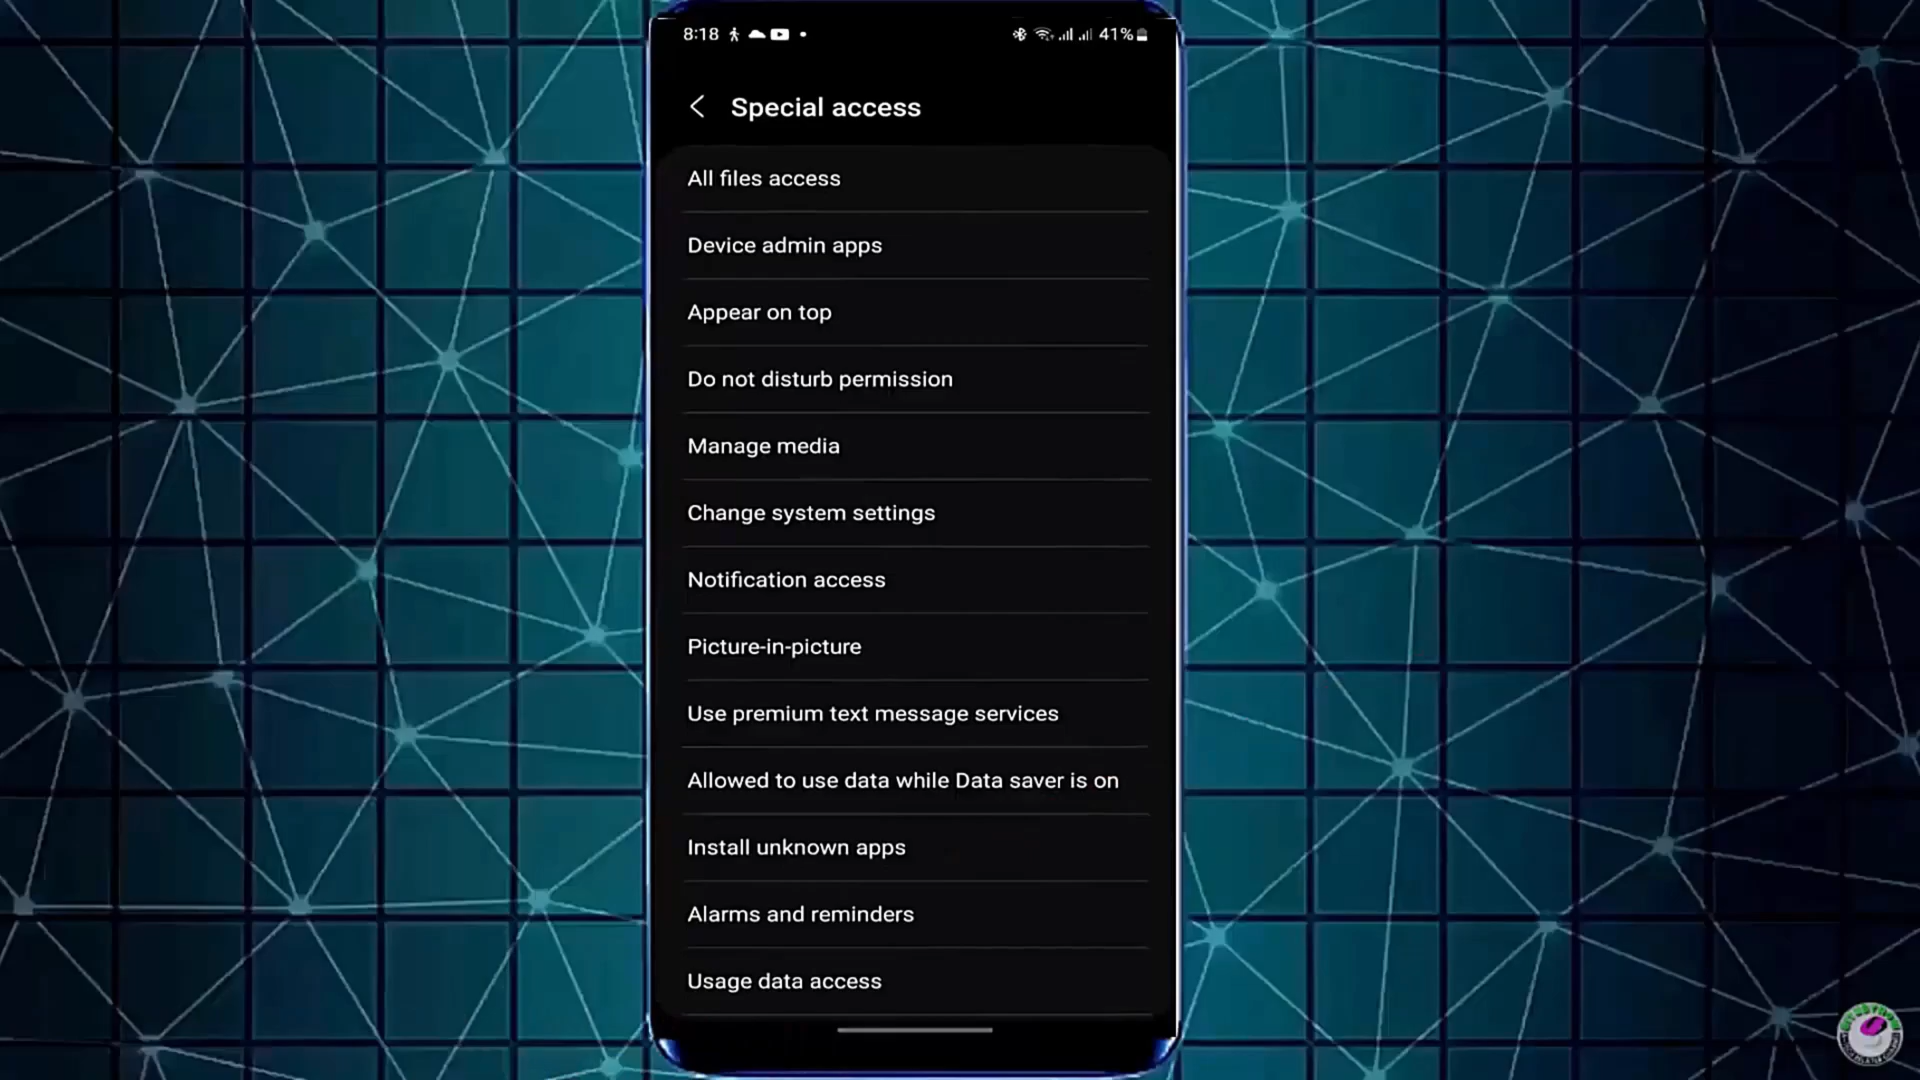 8:18
41%
Special access
All files access
Device admin apps
Appear on top
Do not disturb permission
Manage media
Change system settings
Notification access
Picture-in-picture
Use premium text message services
Allowed to use data while Data saver is on
Install unknown apps
Alarms and reminders
Usage data access